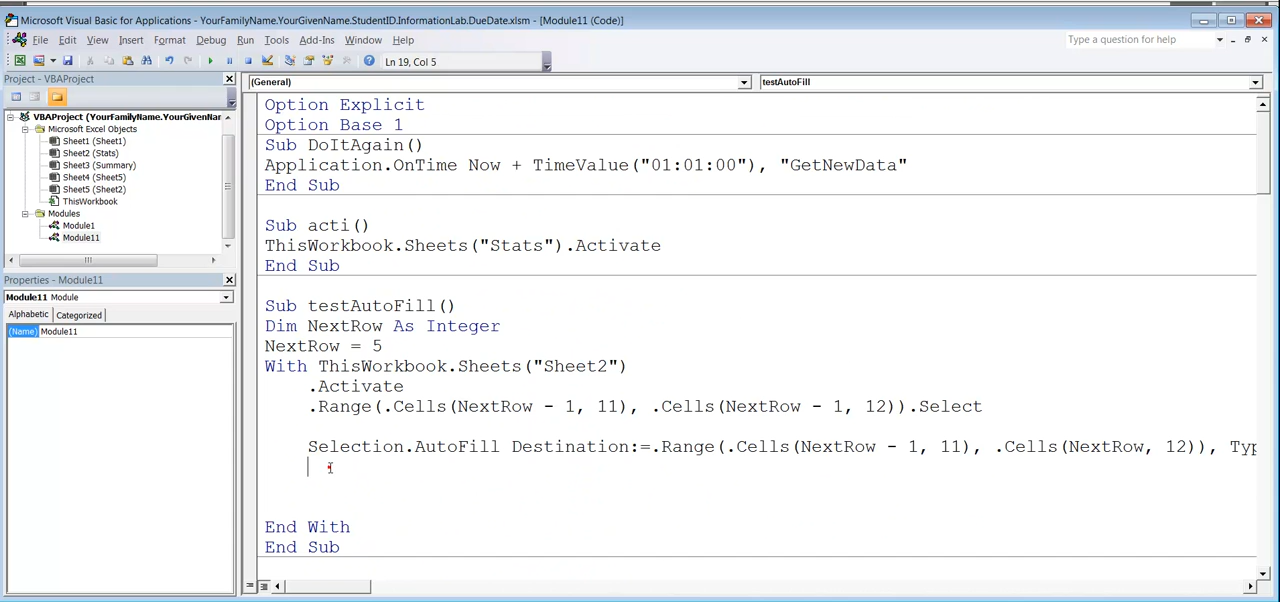 Microsoft Visual Basic for Applications - YourFamilyName.YourGivenName.StudentID.InformationLab.DueDate.xlsm - [Module11 (Code)]
File Edit View Insert Format Debug Run Tools Add-Ins Window Help
Type a question for help
Ln 19, Col 5
Project - VBAProject
(General)
testAutoFill
VBAProject (YourFamilyName.YourGivenNar
Microsoft Excel Objects
Sheet1 (Sheet1)
Sheet2 (Stats)
Sheet3 (Summary)
Sheet4 (Sheet5)
Sheet5 (Sheet2)
ThisWorkbook
Modules
Module1
Module11
Properties - Module11
Module11 Module
Alphabetic Categorized
(Name) Module11
Option Explicit
Option Base 1
Sub DoItAgain()
Application.OnTime Now + TimeValue("01:01:00"), "GetNewData"
End Sub
Sub acti()
ThisWorkbook.Sheets("Stats").Activate
End Sub
Sub testAutoFill()
Dim NextRow As Integer
NextRow = 5
With ThisWorkbook.Sheets("Sheet2")
.Activate
.Range(.Cells(NextRow - 1, 11), .Cells(NextRow - 1, 12)).Select
Selection.AutoFill Destination:=.Range(.Cells(NextRow - 1, 11), .Cells(NextRow, 12)), Typ
End With
End Sub